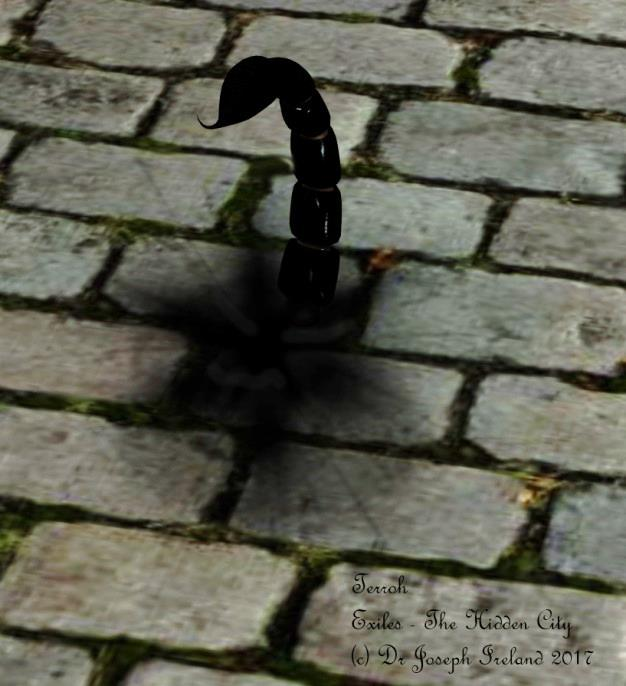 Terroh
Exiles - The Hidden City
(c) Dr Joseph Ireland 2017